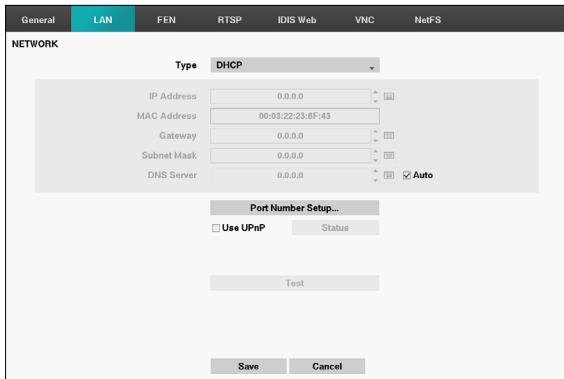 General LAN FEN RTSP IDIS Web VNC NetFS
NETWORK
Type DHCP
IP Address 0.0.0.0
MAC Address 00:03:22:23:6F:43
Gateway 0.0.0.0
Subnet Mask 0.0.0.0
DNS Server 0.0.0.0 Auto
Port Number Setup...
Use UPnP Status
Test
Save Cancel